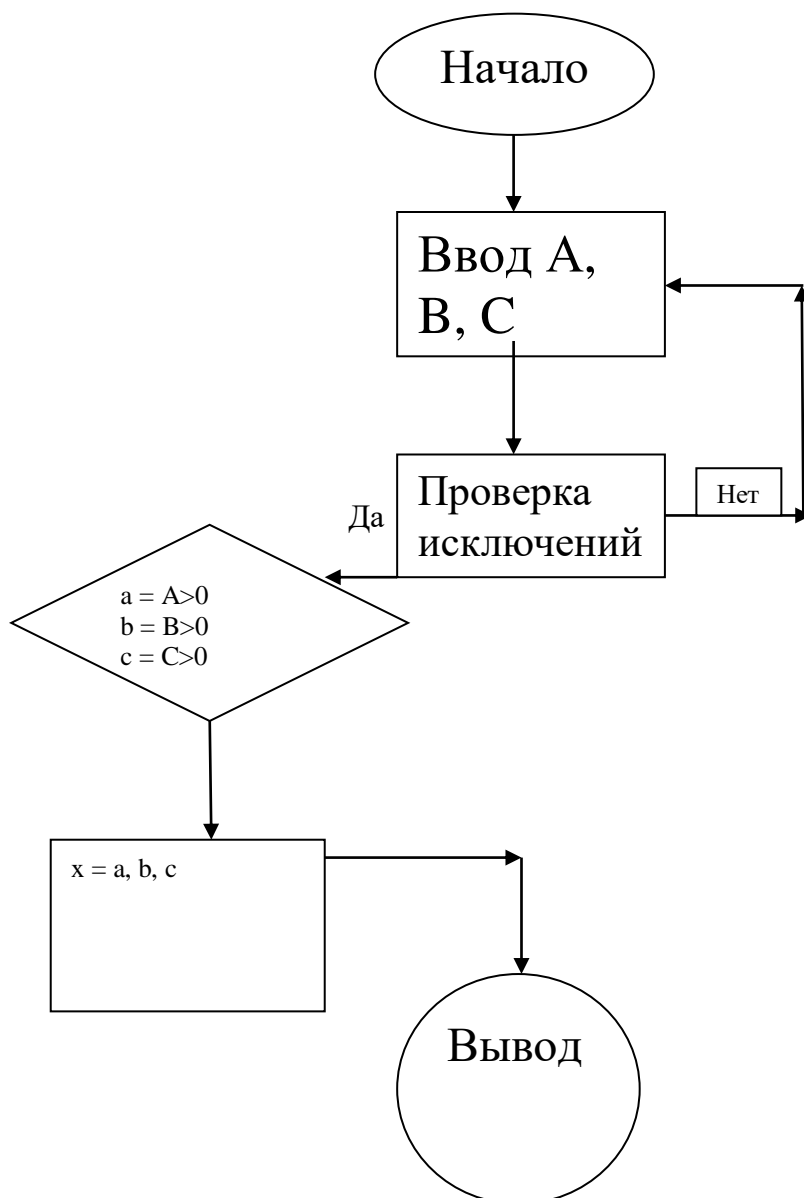 Начало
Ввод А,
В, С
Проверка
исключений
Нет
Да
a = A>0
b = B>0
c = C>0
x = a, b, c
Вывод